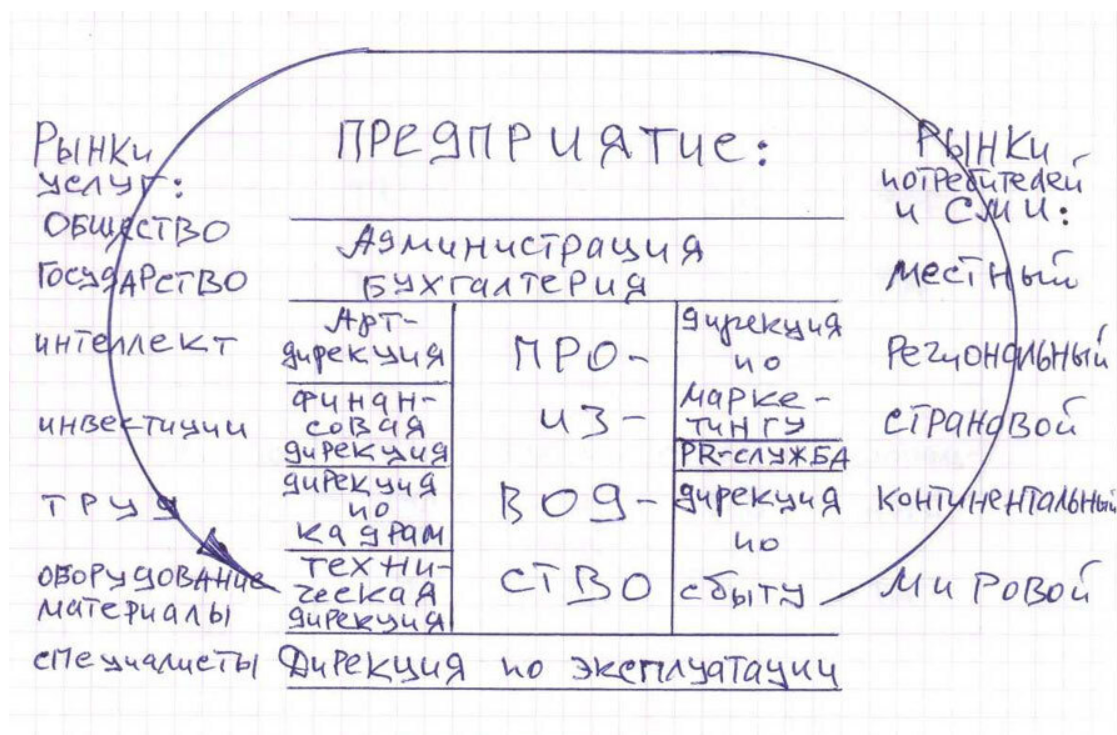 ПРЕДПРИЯТИЕ:
Рынки
услуг:
ОБЩЕСТВО
ГОСУДАРСТВО
интеллект
инвестиции
ТРУД
ОБОРУДОВАНИЕ
материалы
специалисты
Администрация
Бухгалтерия
Арт-
дирекция
финан-
совая
дирекция
дирекция
по
кадрам
техни-
ческая
дирекция
ПРО-
ИЗ-
ВОД-
СТВО
дирекция
по
марке-
тингу
PR-СЛУЖБА
дирекция
по
сбыту
Дирекция по эксплуатации
Рынки
потребителей
и СМИ:
местный
Региональный
страновой
континентальный
мировой